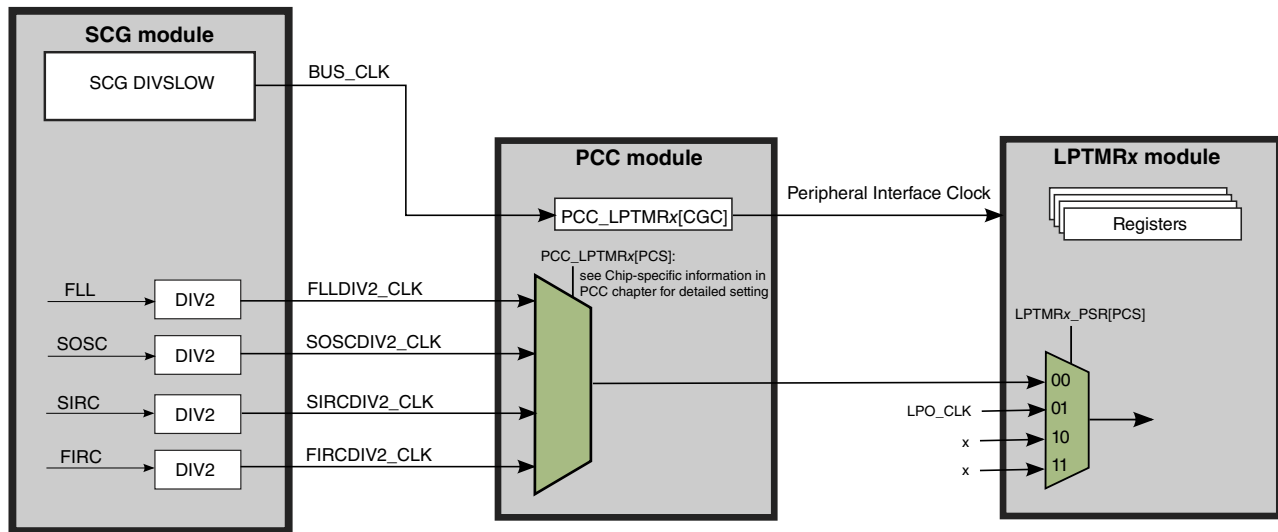 SCG module
SCG DIVSLOW
BUS_CLK
PCC module
LPTMRx module
PCC_LPTMRx[CGC]
Peripheral Interface Clock
Registers
PCC_LPTMRx[PCS]:
see Chip-specific information in
PCC chapter for detailed setting
FLL
DIV2
FLLDIV2_CLK
SOSC
DIV2
SOSCDIV2_CLK
SIRC
DIV2
SIRCDIV2_CLK
FIRC
DIV2
FIRCDIV2_CLK
LPTMRx_PSR[PCS]
00
LPO_CLK
01
x
10
x
11